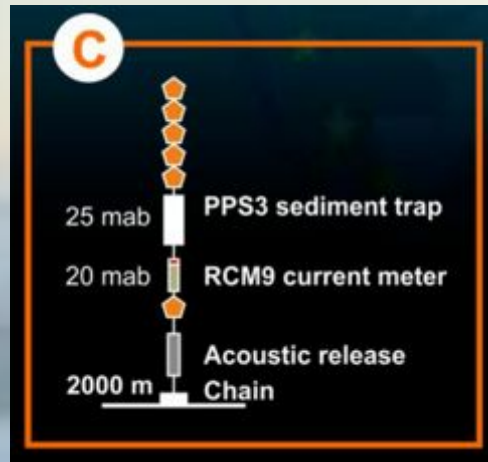 C
25 mab PPS3 sediment trap
20 mab RCM9 current meter
Acoustic release
2000 m Chain